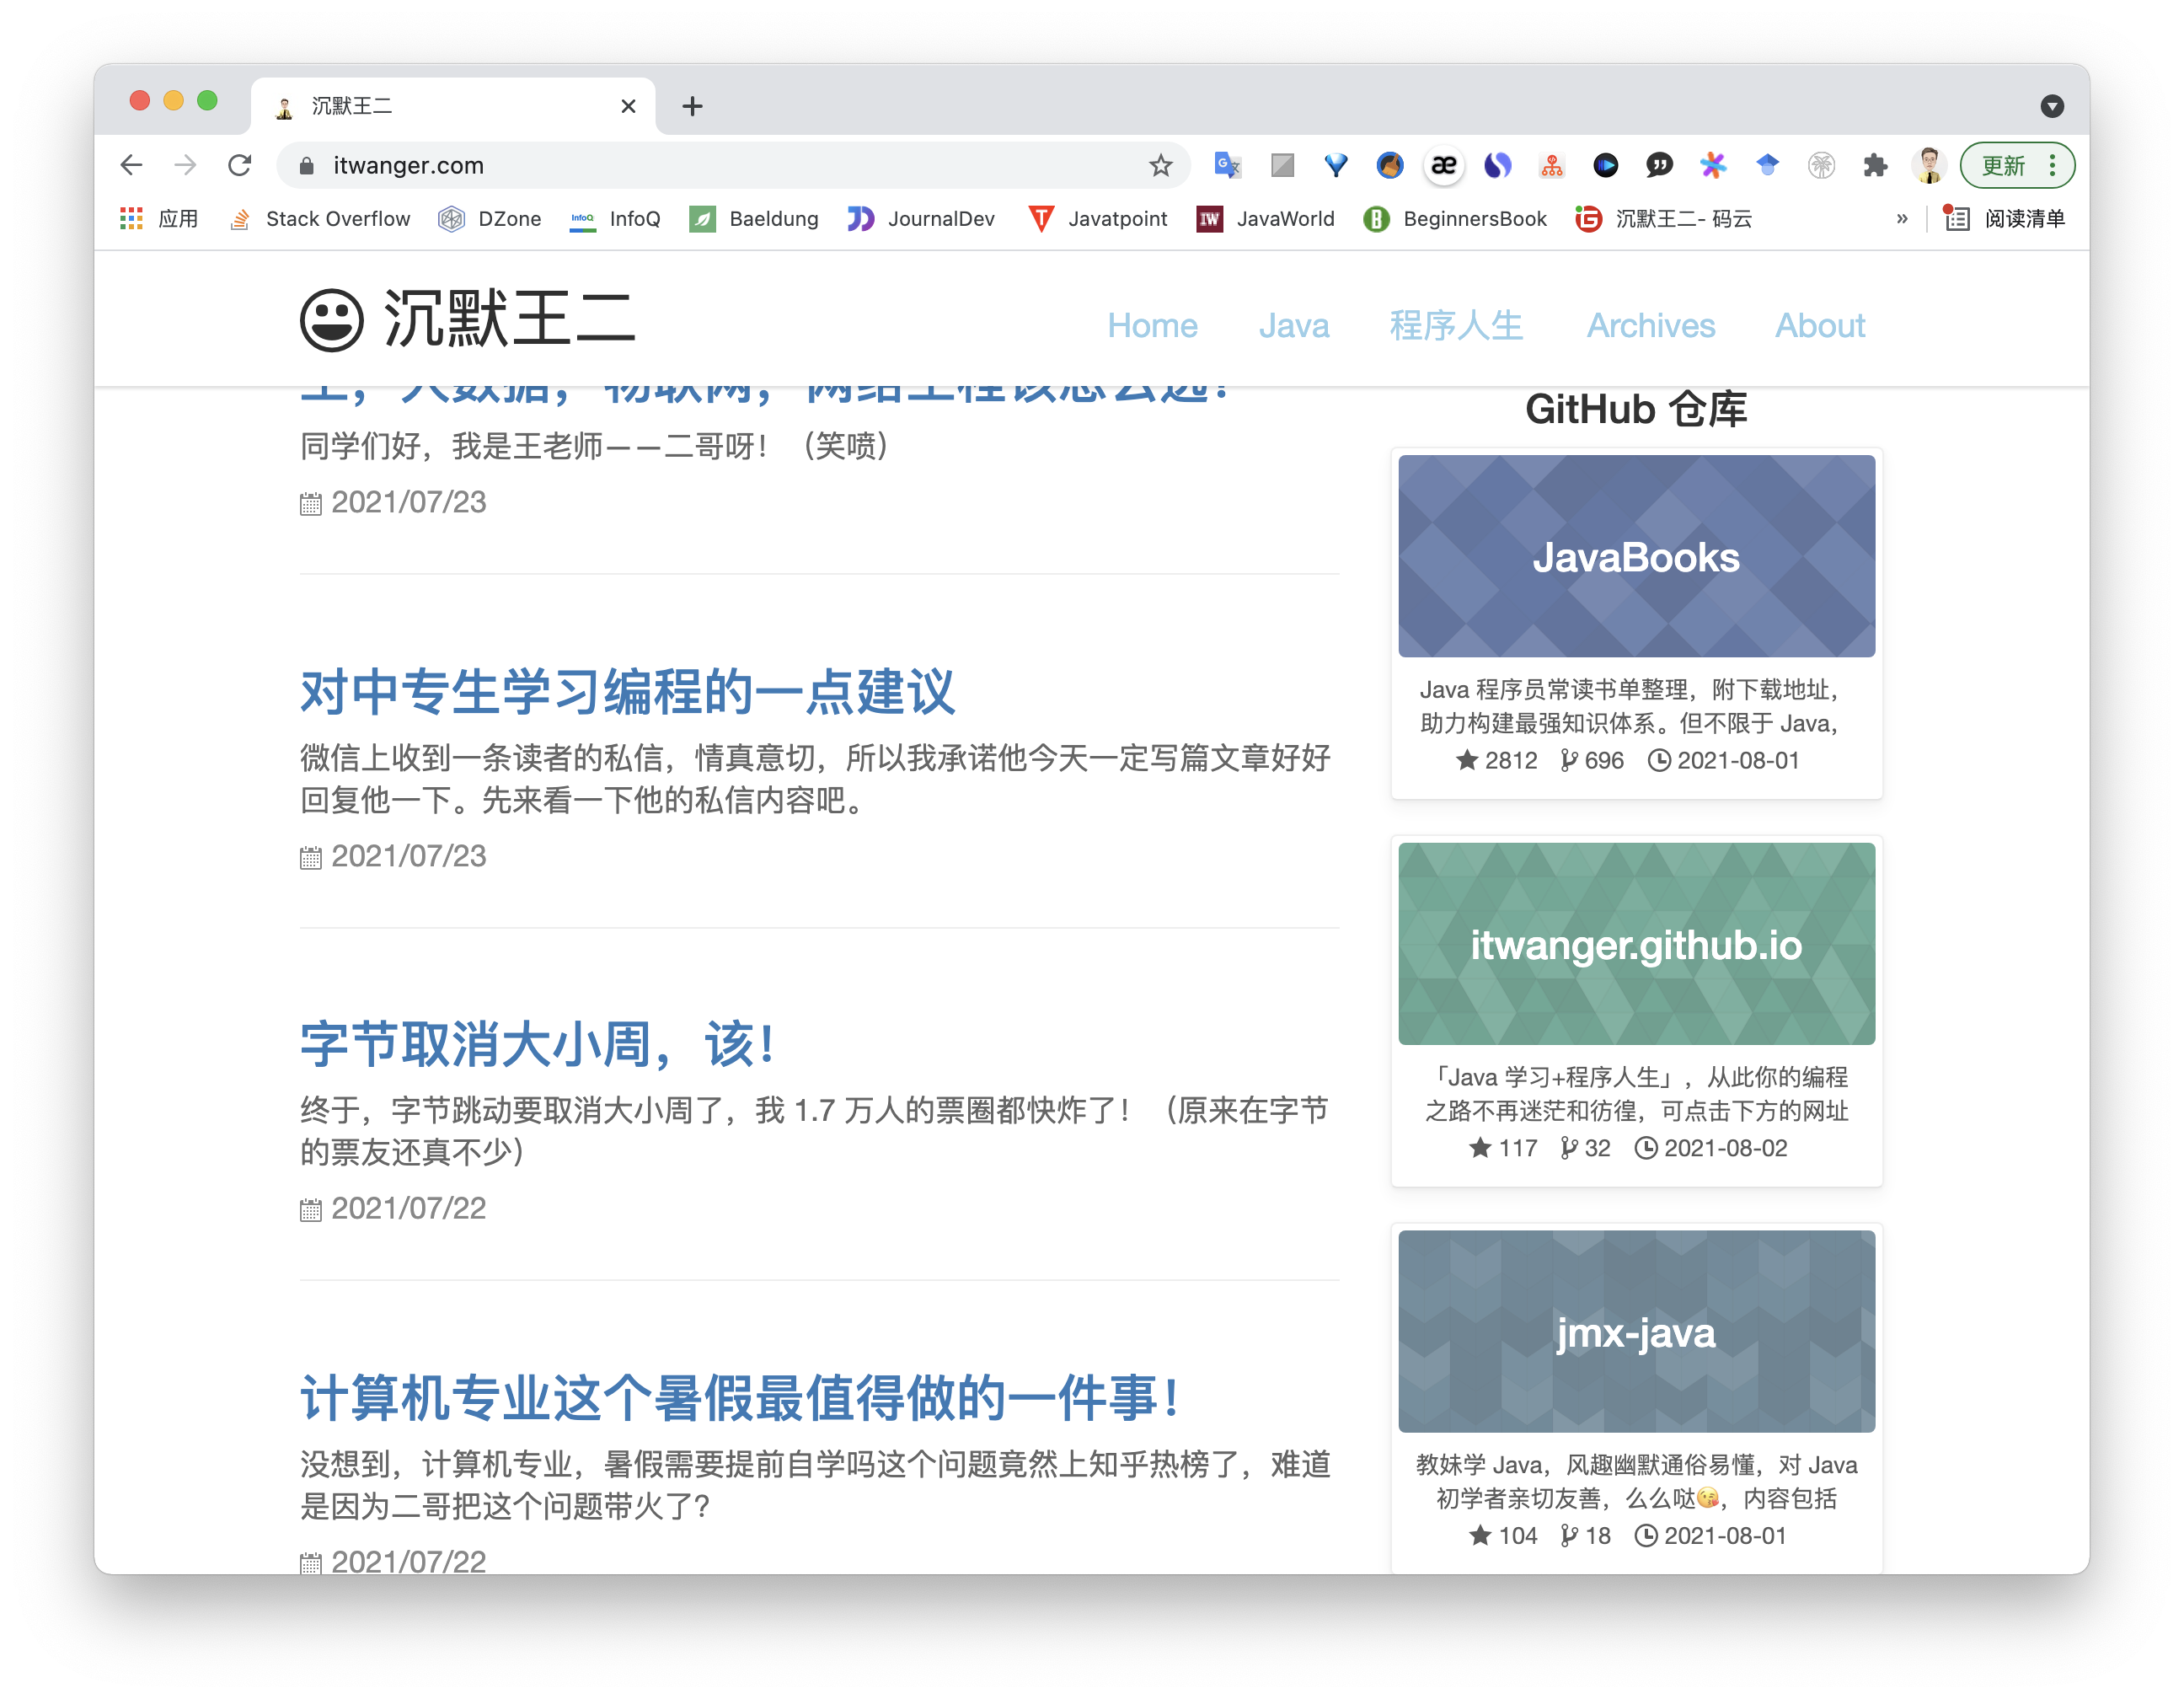 沉默王二
itwanger.com
更新
应用 Stack Overflow DZone InfoQ InfoQ Baeldung JournalDev Javatpoint IW JavaWorld BeginnersBook 沉默王二- 码云 » 阅读清单
沉默王二
Home Java 程序人生 Archives About
工，大数据，物联网，网络工程该怎么选！
同学们好，我是王老师——二哥呀！（笑喷）
2021/07/23
对中专生学习编程的一点建议
微信上收到一条读者的私信，情真意切，所以我承诺他今天一定写篇文章好好
回复他一下。先来看一下他的私信内容吧。
2021/07/23
字节取消大小周，该！
终于，字节跳动要取消大小周了，我 1.7 万人的票圈都快炸了！（原来在字节
的票友还真不少）
2021/07/22
计算机专业这个暑假最值得做的一件事！
没想到，计算机专业，暑假需要提前自学吗这个问题竟然上知乎热榜了，难道
是因为二哥把这个问题带火了？
2021/07/22
GitHub 仓库
JavaBooks
Java 程序员常读书单整理，附下载地址，
助力构建最强知识体系。但不限于 Java，
2812 696 2021-08-01
itwanger.github.io
「Java 学习+程序人生」，从此你的编程
之路不再迷茫和彷徨，可点击下方的网址
117 32 2021-08-02
jmx-java
教妹学 Java，风趣幽默通俗易懂，对 Java
初学者亲切友善，么么哒😘，内容包括
104 18 2021-08-01